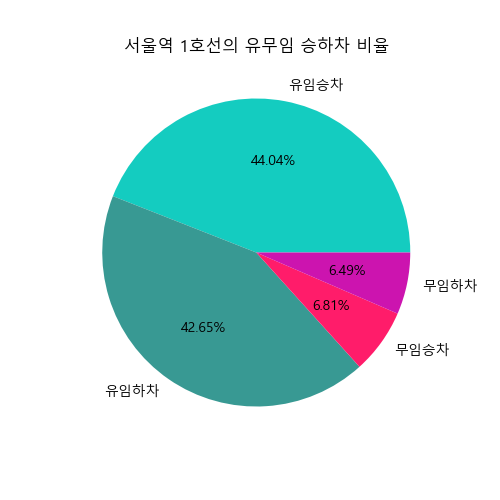 서울역 1호선의 유무임 승하차 비율
유임승차
44.04%
6.49%
무임하차
6.81%
42.65%
무임승차
유임하차